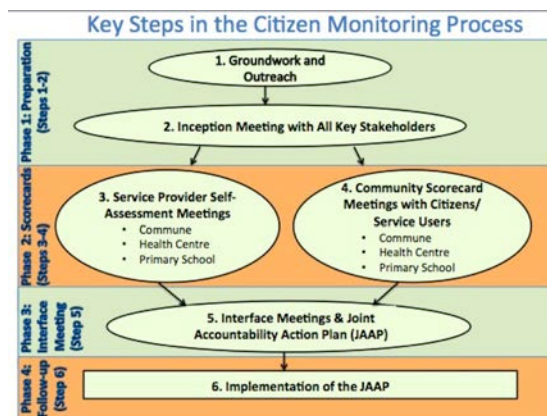 Key Steps in the Citizen Monitoring Process
Phase 1: Preparation
(Steps 1-2)
1. Groundwork and
Outreach
2. Inception Meeting with All Key Stakeholders
Phase 2: Scorecards
(Steps 3-4)
3. Service Provider Self-
Assessment Meetings
• Commune
• Health Centre
• Primary School
4. Community Scorecard
Meetings with Citizens/
Service Users
• Commune
• Health Centre
• Primary School
Phase 3:
Interface
Meeting
(Step 5)
5. Interface Meetings & Joint
Accountability Action Plan (JAAP)
Phase 4:
Follow-up
(Step 6)
6. Implementation of the JAAP